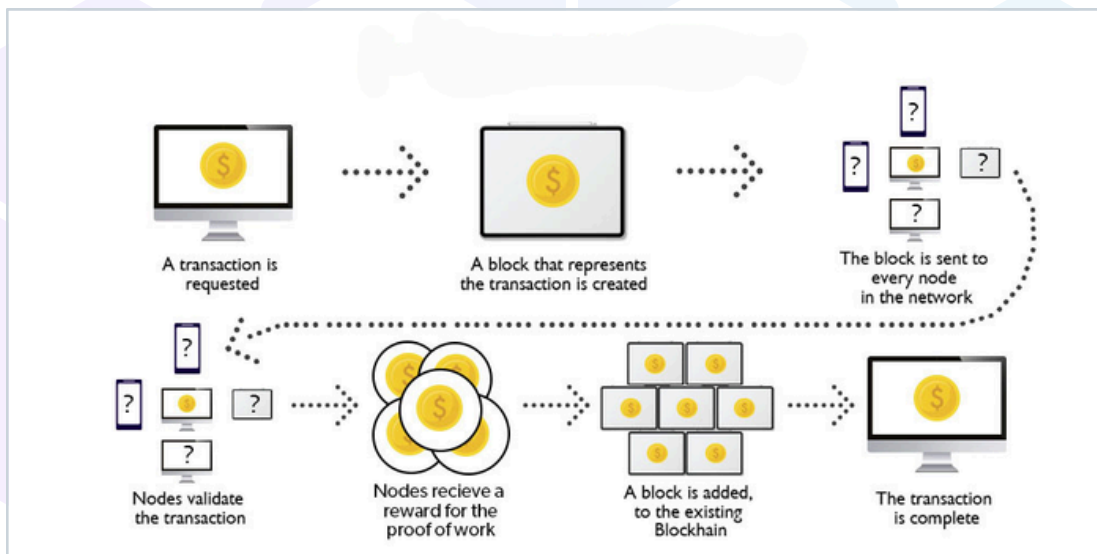 ?
?
?
?
A transaction is
requested
A block that represents
the transaction is created
The block is sent to
every node
in the network
?
?
?
?
Nodes validate
the transaction
Nodes recieve a
reward for the
proof of work
A block is added,
to the existing
Blockhain
The transaction
is complete